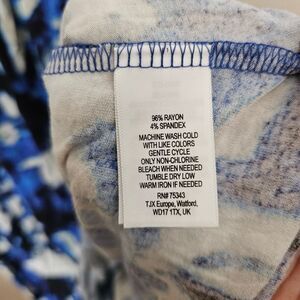 96% RAYON
4% SPANDEX
MACHINE WASH COLD
WITH LIKE COLORS
GENTLE CYCLE
ONLY NON-CHLORINE
BLEACH WHEN NEEDED
TUMBLE DRY LOW
WARM IRON IF NEEDED
RN#75343
TJX Europe, Watford,
WD17 1TX, UK